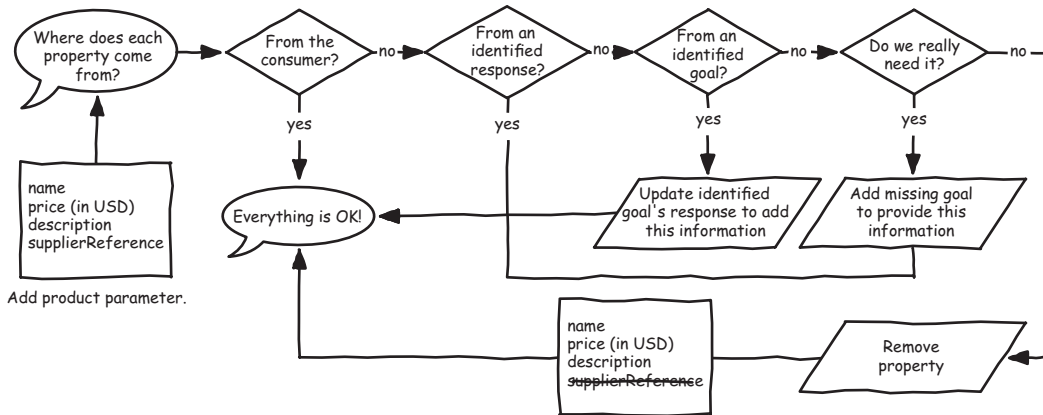 Where does each
property come
from?
From the
consumer?
no
From an
identified
response?
no
From an
identified
goal?
no
Do we really
need it?
no
yes
yes
yes
yes
name
price (in USD)
description
supplierReference
Add product parameter.
Everything is OK!
Update identified
goal's response to add
this information
Add missing goal
to provide this
information
name
price (in USD)
description
supplierReference
Remove
property